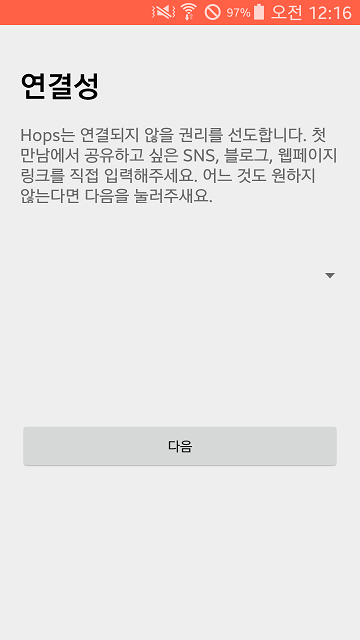 97% 오전 12:16
연결성
Hops는 연결되지 않을 권리를 선도합니다. 첫
만남에서 공유하고 싶은 SNS, 블로그, 웹페이지
링크를 직접 입력해주세요. 어느 것도 원하지
않는다면 다음을 눌러주새요.
다음